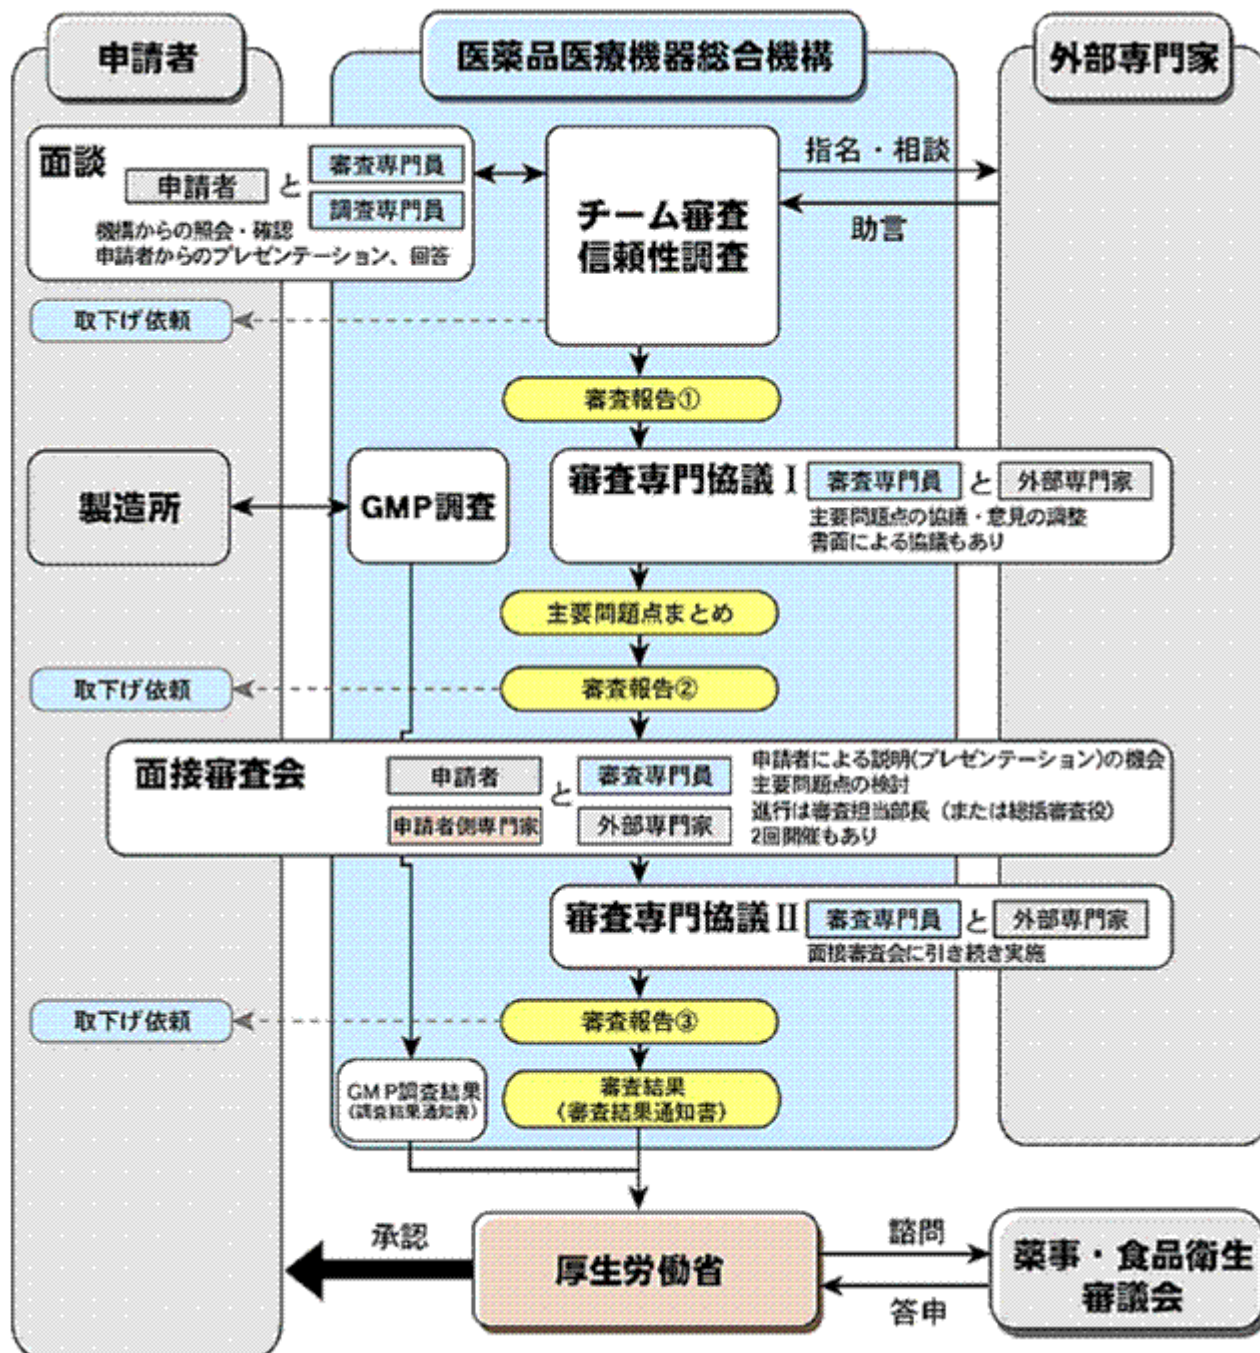 申請者
医薬品医療機器総合機構
外部専門家
面談
申請者
と
審査専門員
調査専門員
機構からの照会・確認
申請者からのプレゼンテーション、回答
チーム審査
信頼性調査
指名・相談
助言
取下げ依頼
審査報告①
製造所
GMP調査
審査専門協議Ⅰ
審査専門員
と
外部専門家
主要問題点の協議・意見の調整
書面による協議もあり
主要問題点まとめ
取下げ依頼
審査報告②
面接審査会
申請者
申請者側専門家
と
審査専門員
外部専門家
申請者による説明(プレゼンテーション)の機会
主要問題点の検討
進行は審査担当部長（または総括審査役）
2回開催もあり
審査専門協議Ⅱ
審査専門員
と
外部専門家
面接審査会に引き続き実施
取下げ依頼
審査報告③
GMP調査結果
（調査結果通知書）
審査結果
（審査結果通知書）
承認
厚生労働省
諮問
答申
薬事・食品衛生
審議会